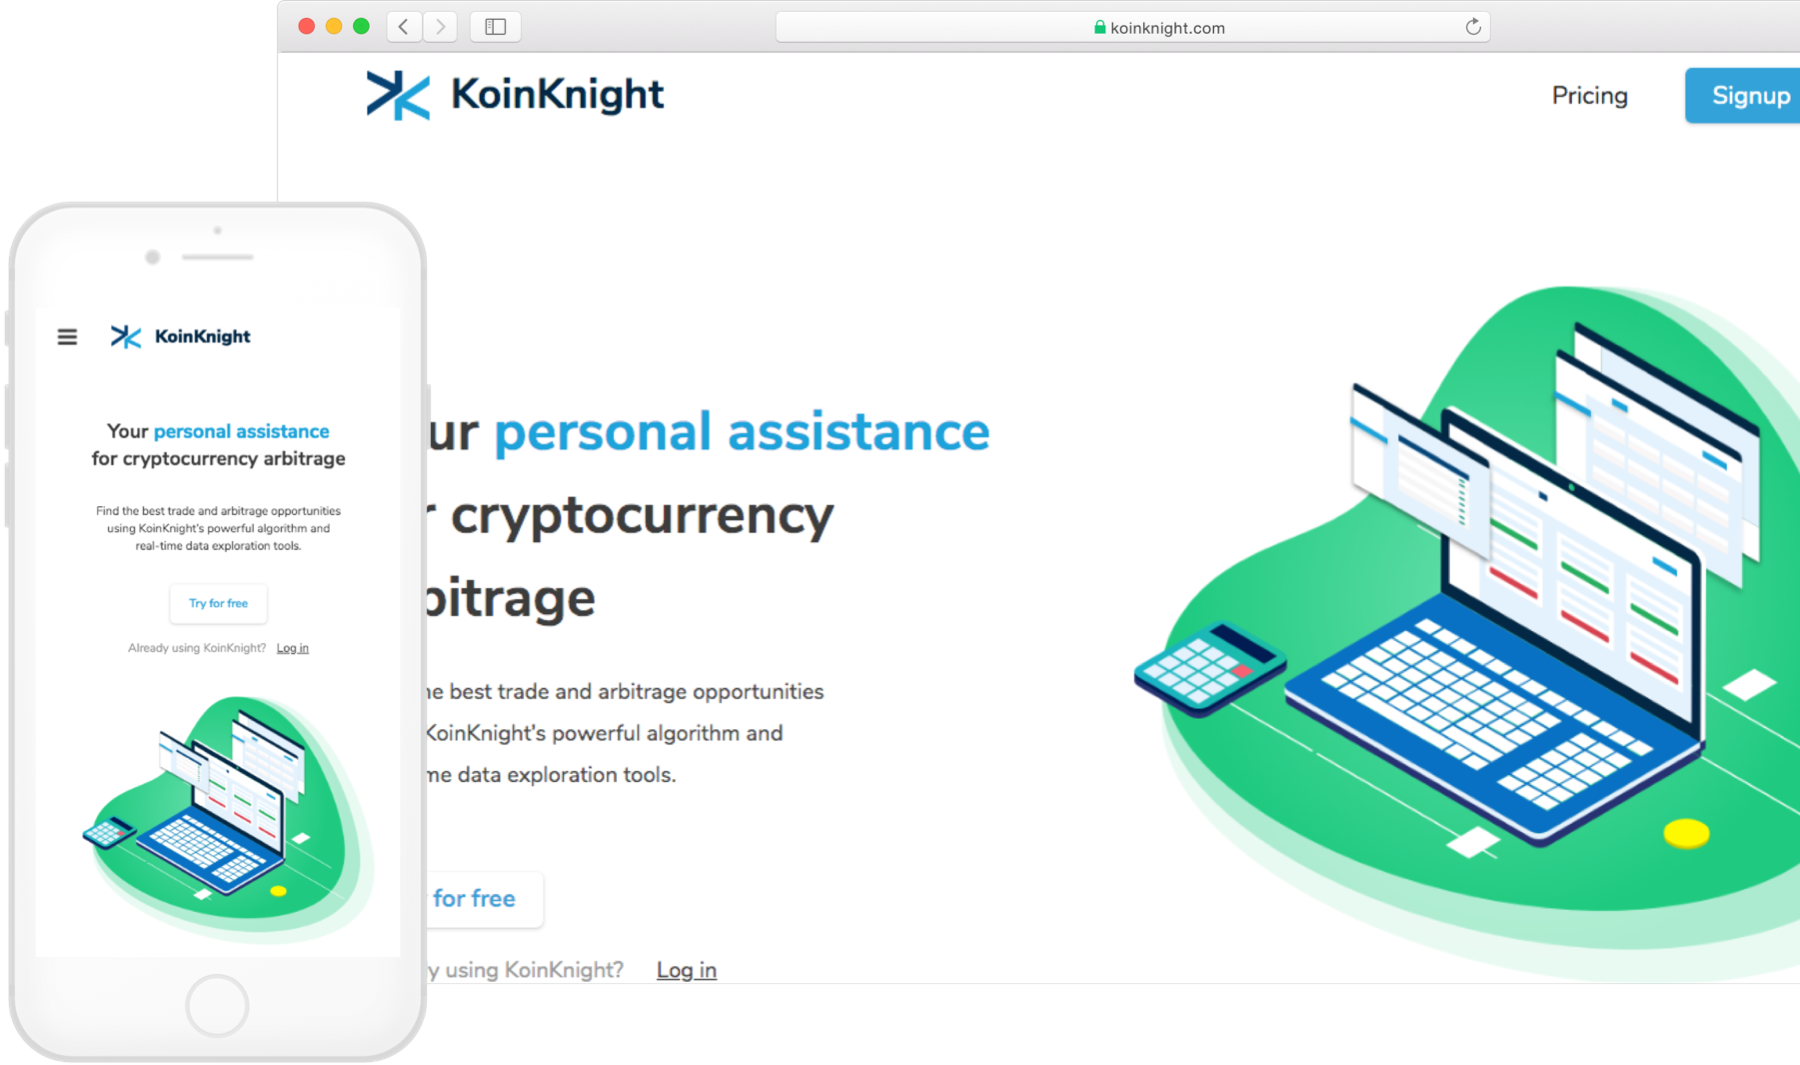 koinknight.com
KoinKnight
Pricing
Signup
KoinKnight
Your personal assistance
for cryptocurrency arbitrage
Find the best trade and arbitrage opportunities
using KoinKnight's powerful algorithm and
real-time data exploration tools.
Try for free
Already using KoinKnight? Log in
ur personal assistance
r cryptocurrency
bitrage
he best trade and arbitrage opportunities
KoinKnight's powerful algorithm and
me data exploration tools.
for free
y using KoinKnight? Log in